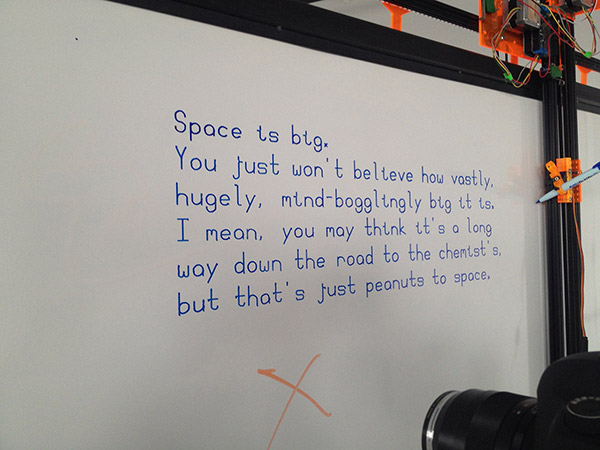 Space is big.
You just won't believe how vastly,
hugely, mind-bogglingly big it is.
I mean, you may think it's a long
way down the road to the chemist's,
but that's just peanuts to space.